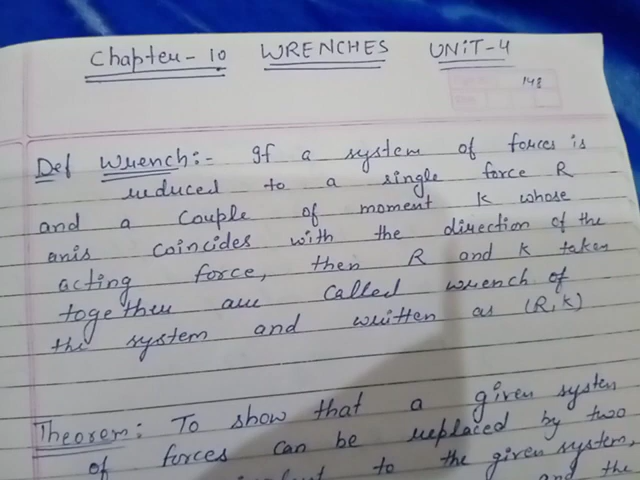 Chapter-10 WRENCHES UNIT-4
148
Def Wrench:- If a system of forces is
reduced to a single force R
and a couple of moment K whose
axis coincides with the direction of the
acting force, then R and K taken
together are called wrench of
the system and written as (R,K)
Theorem: To show that a given system
of forces can be replaced by two
to the given system,
and the